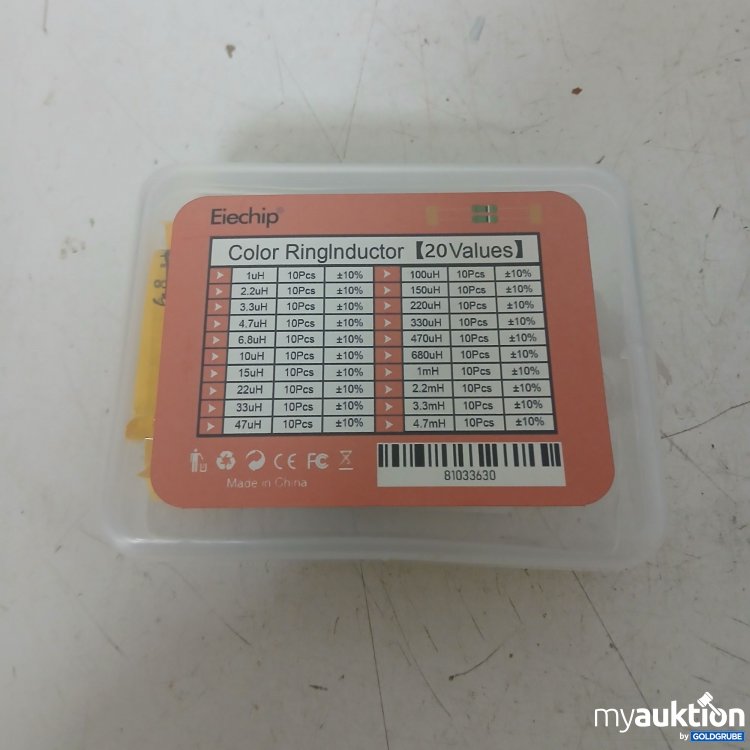 Eiechip®
Color RingInductor【20Values】
1uH 10Pcs ±10% 100uH 10Pcs ±10%
2.2uH 10Pcs ±10% 150uH 10Pcs ±10%
3.3uH 10Pcs ±10% 220uH 10Pcs ±10%
4.7uH 10Pcs ±10% 330uH 10Pcs ±10%
6.8uH 10Pcs ±10% 470uH 10Pcs ±10%
10uH 10Pcs ±10% 680uH 10Pcs ±10%
15uH 10Pcs ±10% 1mH 10Pcs ±10%
22uH 10Pcs ±10% 2.2mH 10Pcs ±10%
33uH 10Pcs ±10% 3.3mH 10Pcs ±10%
47uH 10Pcs ±10% 4.7mH 10Pcs ±10%
CE FC
Made in China
81033630
6.8
myauktion
by GOLDGRUBE